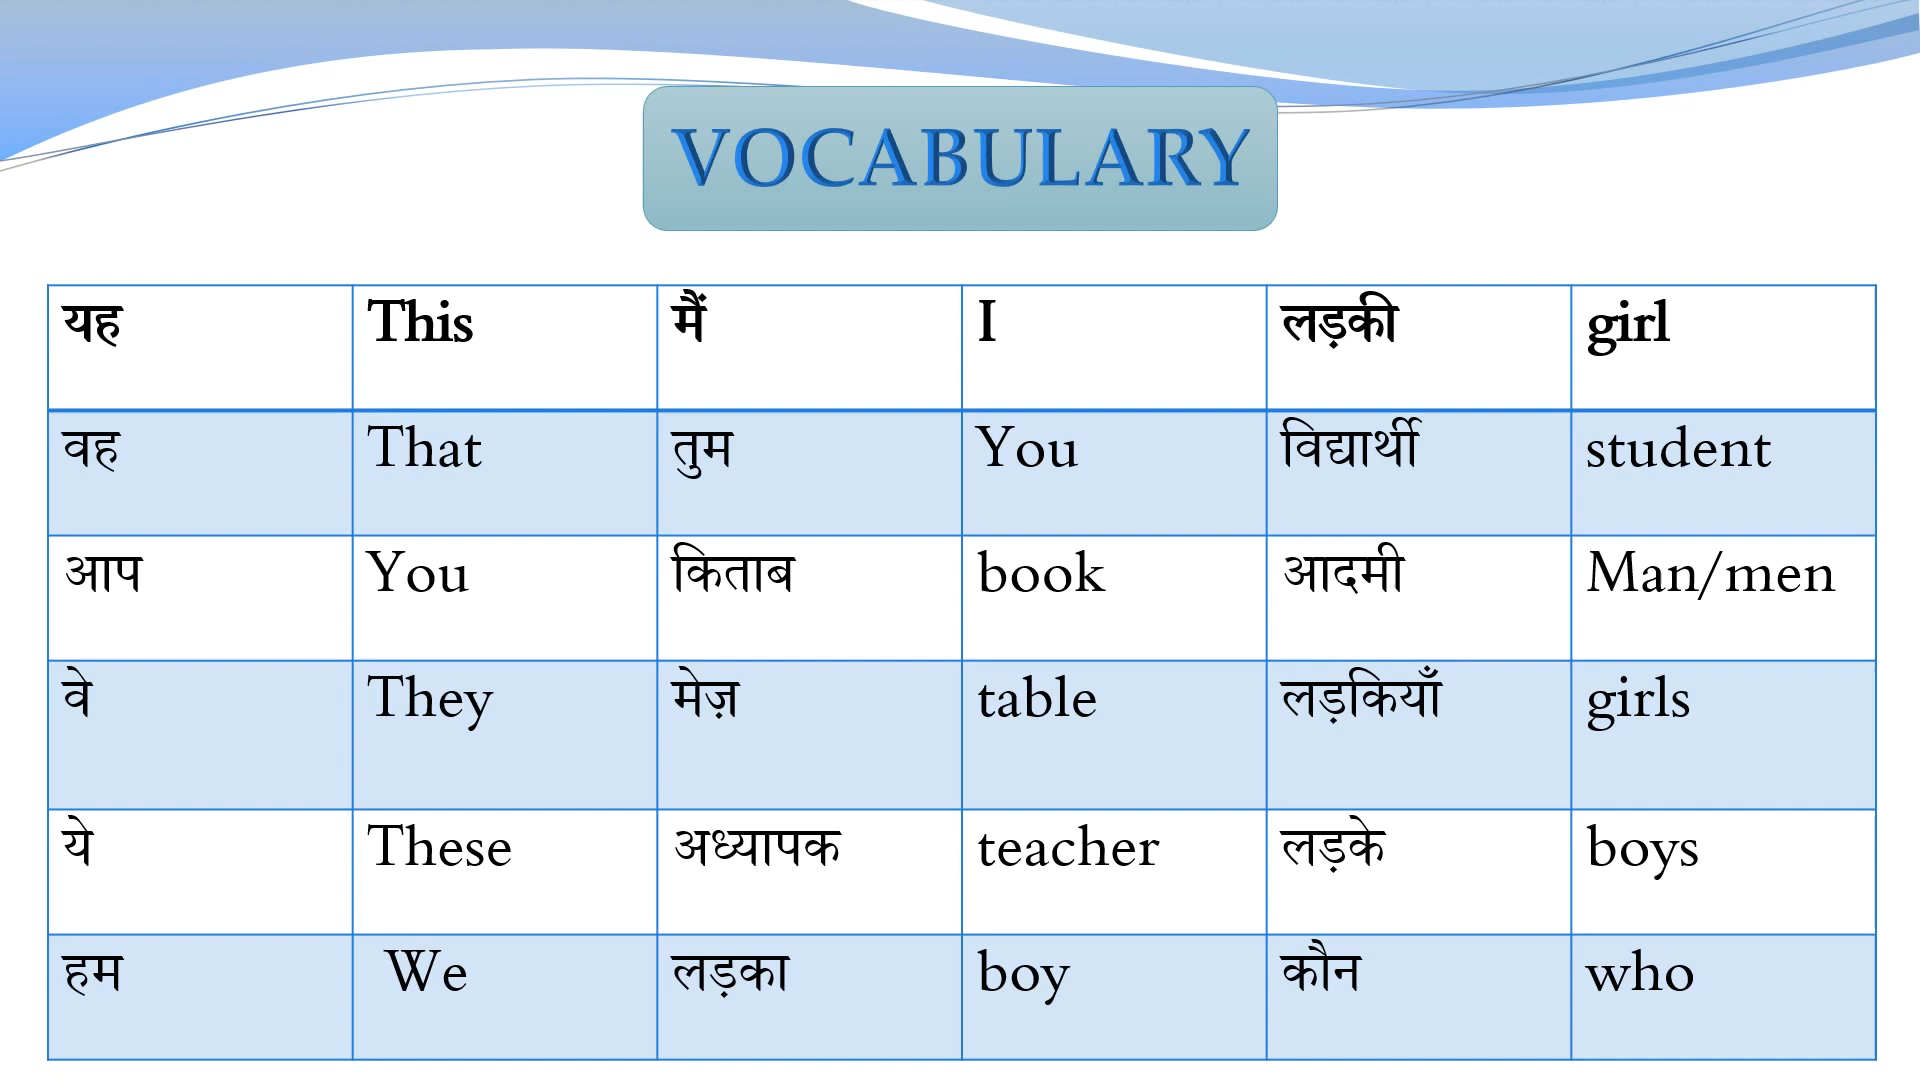 VOCABULARY
यह This मैं I लड़की girl
वह That तुम You विद्यार्थी student
आप You किताब book आदमी Man/men
वे They मेज़ table लड़कियाँ girls
ये These अध्यापक teacher लड़के boys
हम We लड़का boy कौन who